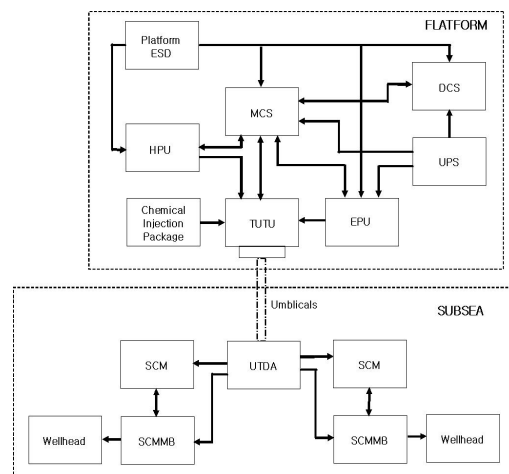 FLATFORM
Platform
ESD
DCS
MCS
HPU
UPS
Chemical
Injection
Package
TUTU
EPU
Umblicals
SUBSEA
SCM
UTDA
SCM
Wellhead
SCMMB
SCMMB
Wellhead